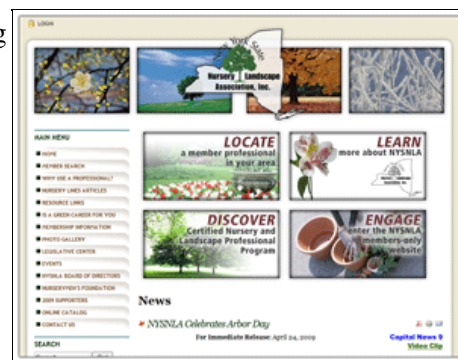 g
LOGIN
New York State
Nursery Landscape
Association, Inc.
MAIN MENU
HOME
MEMBER SEARCH
WHY USE A PROFESSIONAL?
NURSERY LINES ARTICLES
RESOURCE LINKS
IS A GREEN CAREER FOR YOU
MEMBERSHIP INFORMATION
PHOTO GALLERY
LEGISLATIVE CENTER
EVENTS
NYSNLA BOARD OF DIRECTORS
NURSERYMEN'S FOUNDATION
2009 SUPPORTERS
ONLINE CATALOG
CONTACT US
SEARCH
LOCATE
a member professional
in your area
LEARN
more about NYSNLA
DISCOVER
Certified Nursery and
Landscape Professional
Program
ENGAGE
enter the NYSNLA
members-only
website
News
NYSNLA Celebrates Arbor Day
For Immediate Release: April 24, 2009
Capital News 9
Video Clip